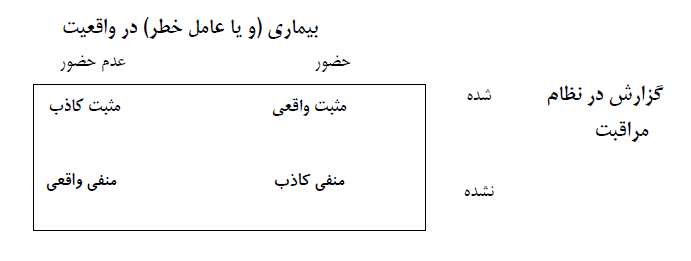 بیماری (و یا عامل خطر) در واقعیت
حضور عدم حضور
گزارش در نظام مراقبت
شده مثبت واقعی مثبت کاذب
نشده منفی کاذب منفی واقعی